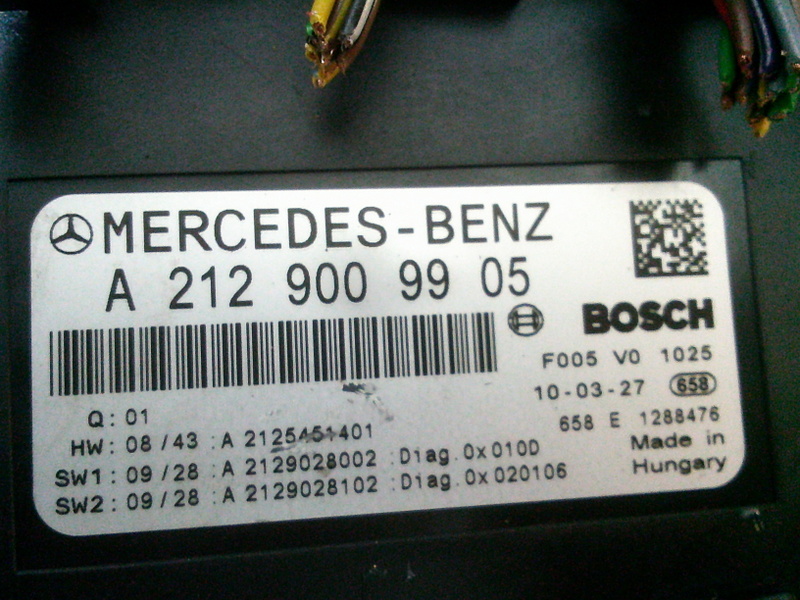 MERCEDES-BENZ
A 212 900 99 05
BOSCH
F005 V0 1025
10-03-27 658
658 E 1288476
Made in
Hungary
Q: 01
HW: 08/43 :A 2125451401
SW1: 09/28 :A 2129028002 :Diag.0x010D
SW2: 09/28 :A 2129028102 :Diag.0x020106